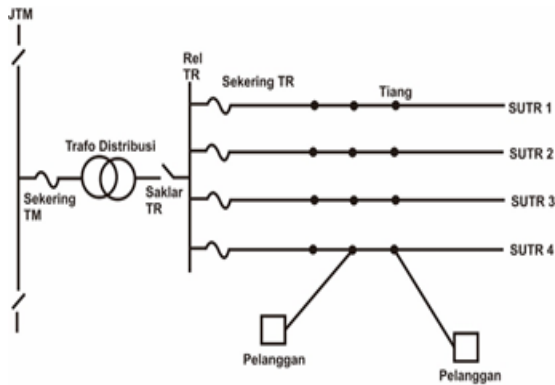 JTM
Rel
TR
Sekering TR
Tiang
SUTR 1
Trafo Distribusi
SUTR 2
Sekering
TM
Saklar
TR
SUTR 3
SUTR 4
Pelanggan
Pelanggan